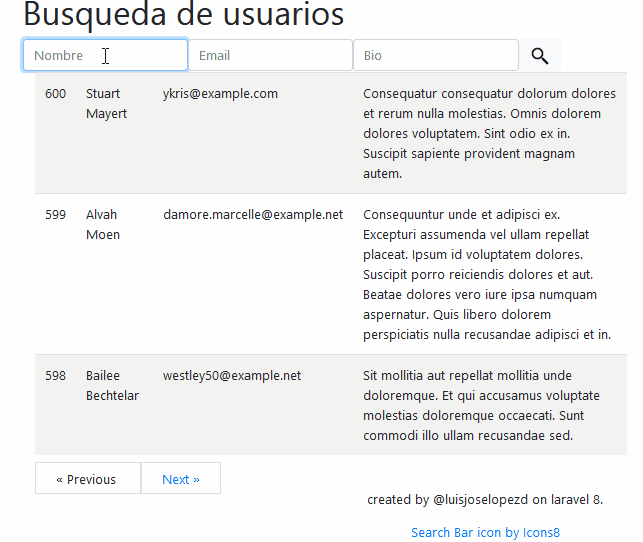 Busqueda de usuarios
Nombre Email Bio
600 Stuart Mayert ykris@example.com Consequatur consequatur dolorum dolores
et rerum nulla molestias. Omnis dolorem
dolores voluptatem. Sint odio ex in.
Suscipit sapiente provident magnam
autem.
599 Alvah Moen damore.marcelle@example.net Consequuntur unde et adipisci ex.
Excepturi assumenda vel ullam repellat
placeat. Ipsum id voluptatem dolores.
Suscipit porro reiciendis dolores et aut.
Beatae dolores vero iure ipsa numquam
aspernatur. Quis libero dolorem
perspiciatis nulla recusandae adipisci et in.
598 Bailee Bechtelar westley50@example.net Sit mollitia aut repellat mollitia unde
doloremque. Et qui accusamus voluptate
molestias doloremque occaecati. Sunt
commodi illo ullam recusandae sed.
« Previous Next »
created by @luisjoselopezd on laravel 8.
Search Bar icon by Icons8